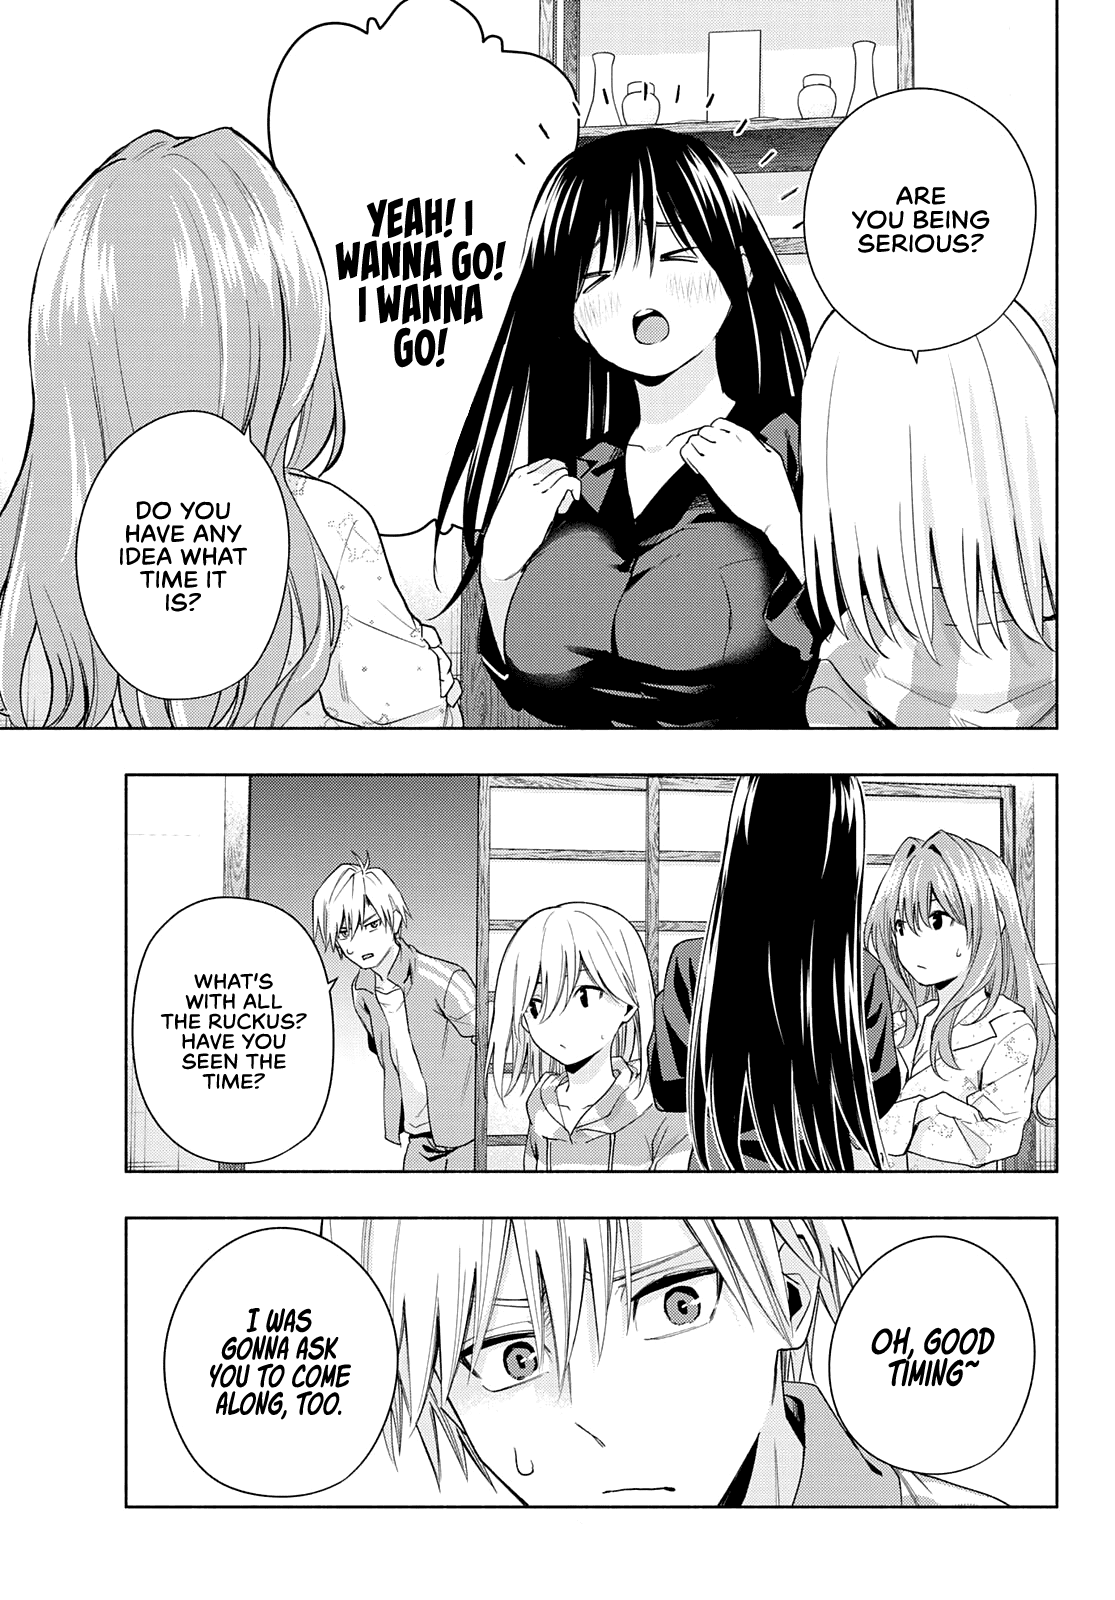 ARE
YOU BEING
SERIOUS?
YEAH! I
WANNA GO!
I WANNA
GO!
DO YOU
HAVE ANY
IDEA WHAT
TIME IT
IS?
WHAT'S
WITH ALL
THE RUCKUS?
HAVE YOU
SEEN THE
TIME?
OH, GOOD
TIMING~
I WAS
GONNA ASK
YOU TO COME
ALONG, TOO.